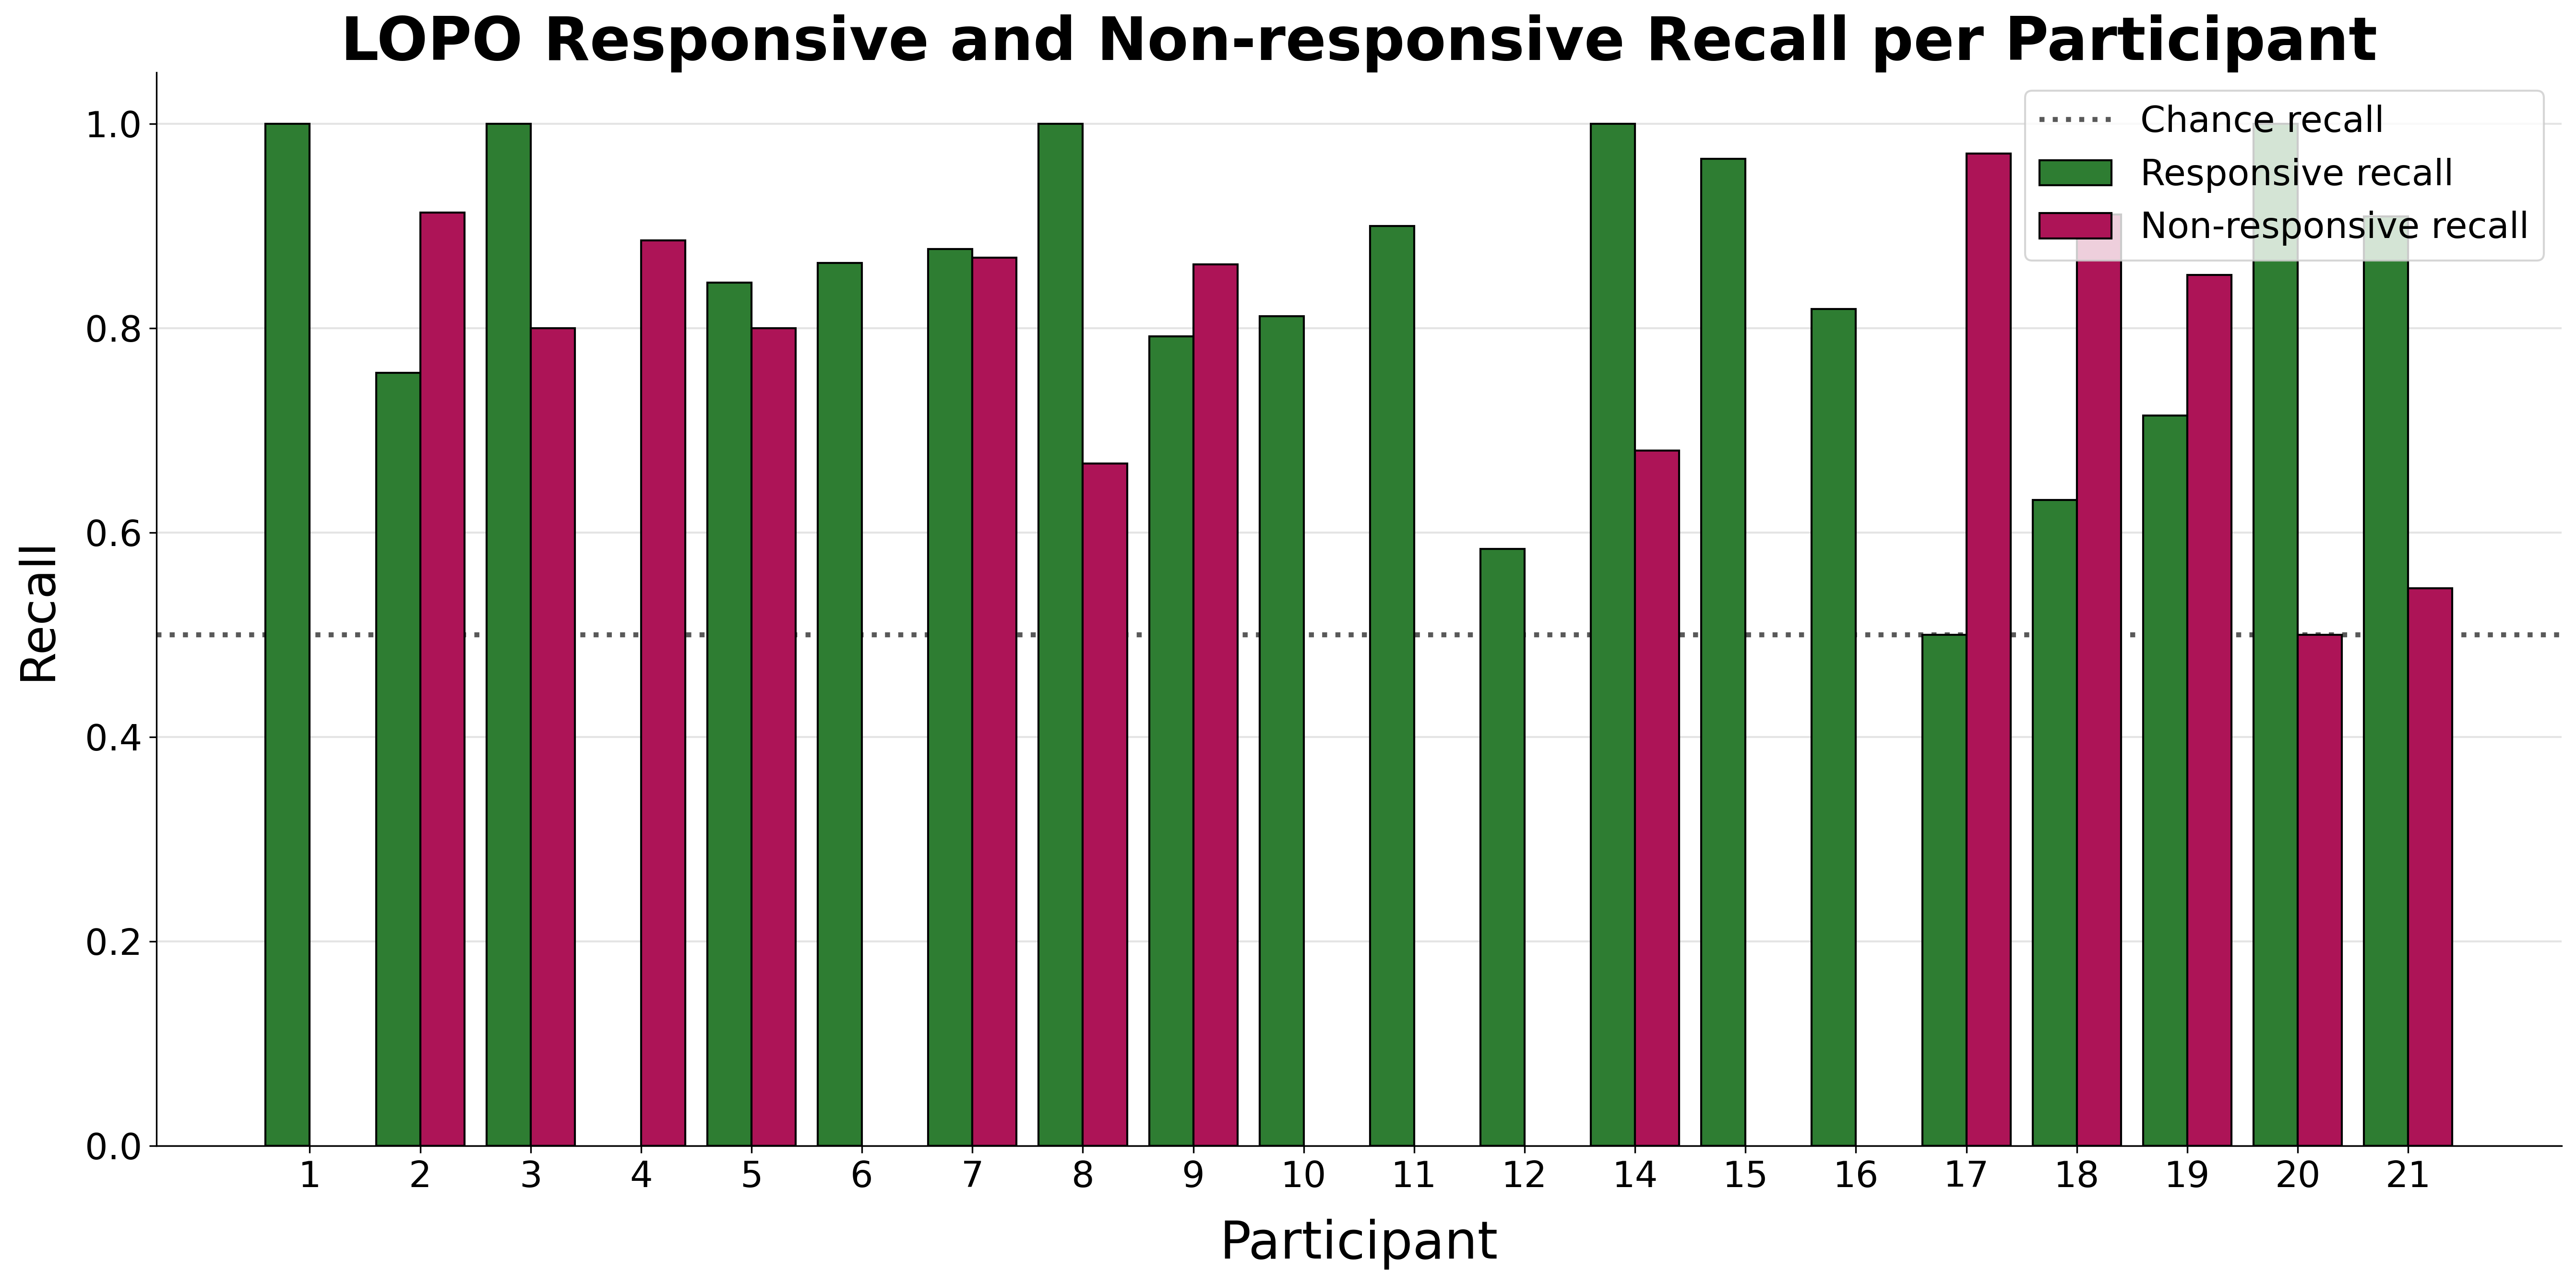 LOPO Responsive and Non-responsive Recall per Participant
Chance recall
Responsive recall
Non-responsive recall
1.0
0.8
0.6
0.4
0.2
0.0
Recall
1 2 3 4 5 6 7 8 9 10 11 12 14 15 16 17 18 19 20 21
Participant